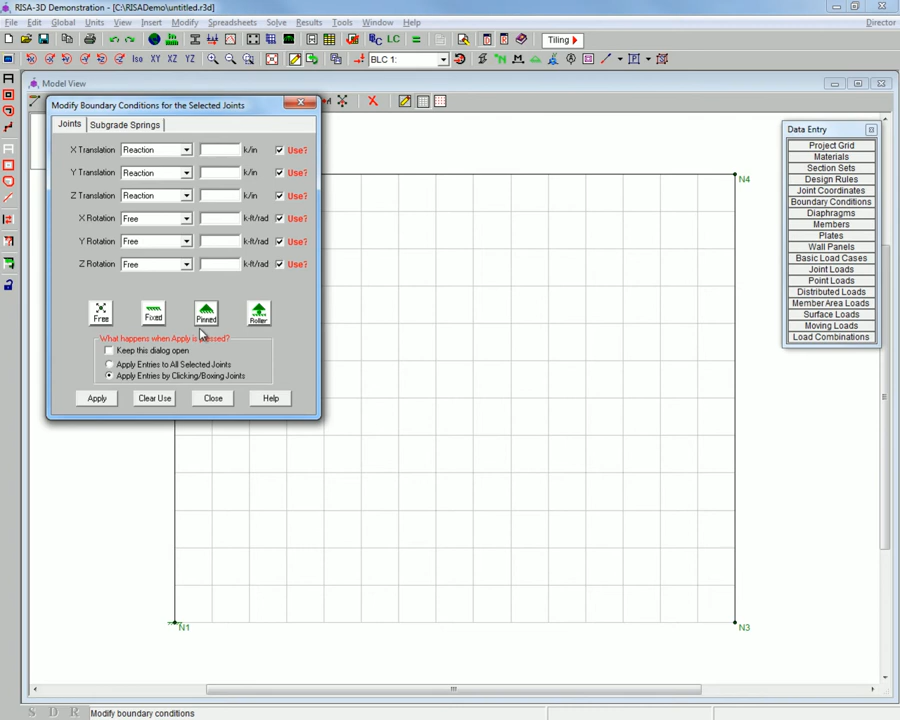 RISA-3D Demonstration - [C:\RISADemo\untitled.r3d]
File Edit Global Units View Insert Modify Spreadsheets Solve Results Tools Window Help Director
C LC = Tiling
Iso XY XZ YZ BLC 1:
Model View
Modify Boundary Conditions for the Selected Joints
Joints Subgrade Springs
X Translation Reaction k/in Use?
Y Translation Reaction k/in Use?
Z Translation Reaction k/in Use?
X Rotation Free k-ft/rad Use?
Y Rotation Free k-ft/rad Use?
Z Rotation Free k-ft/rad Use?
Free Fixed Pinned Roller
What happens when Apply is pressed?
Keep this dialog open
Apply Entries to All Selected Joints
Apply Entries by Clicking/Boxing Joints
Apply Clear Use Close Help
N4
N1
N3
Data Entry
Project Grid
Materials
Section Sets
Design Rules
Joint Coordinates
Boundary Conditions
Diaphragms
Members
Plates
Wall Panels
Basic Load Cases
Joint Loads
Point Loads
Distributed Loads
Member Area Loads
Surface Loads
Moving Loads
Load Combinations
S D R Modify boundary conditions